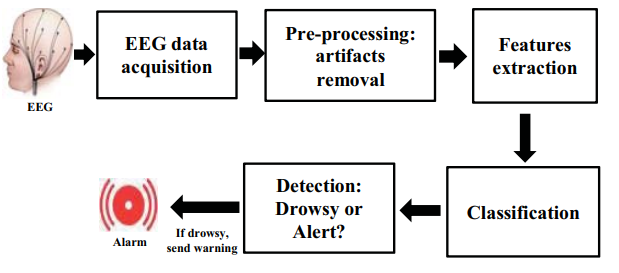 EEG
EEG data
acquisition
Pre-processing:
artifacts
removal
Features
extraction
Classification
Detection:
Drowsy or
Alert?
If drowsy,
send warning
Alarm